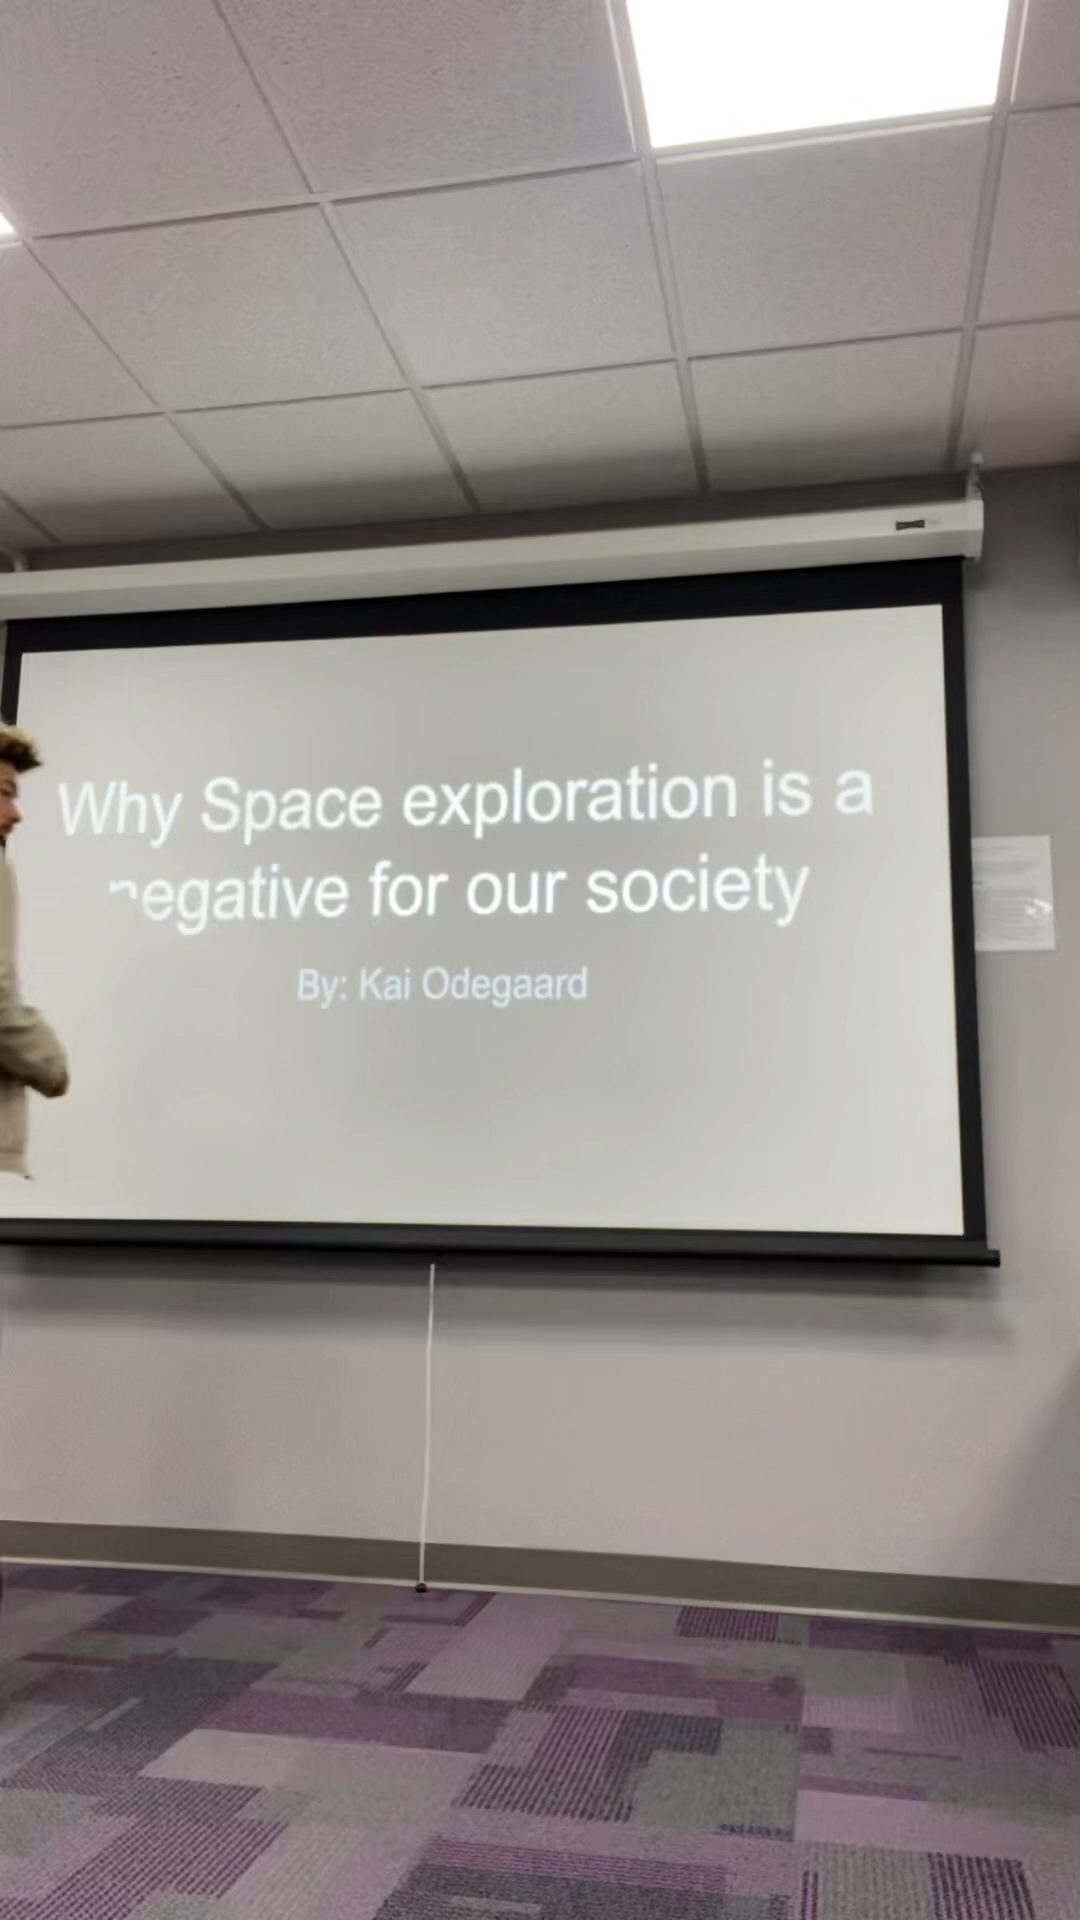 Why Space exploration is a
negative for our society
By: Kai Odegaard